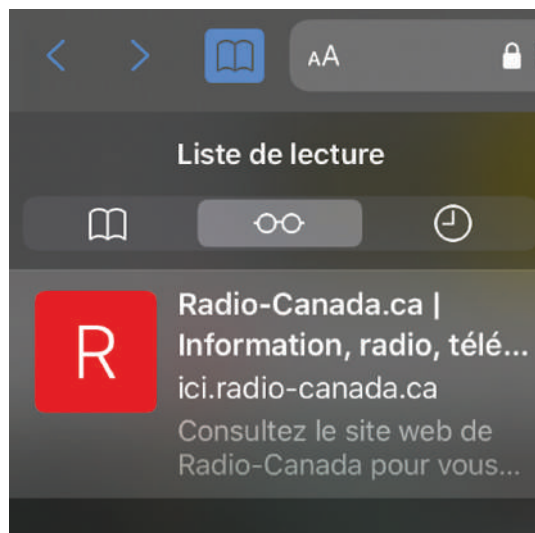 AA
Liste de lecture
R
Radio-Canada.ca |
Information, radio, télé...
ici.radio-canada.ca
Consultez le site web de
Radio-Canada pour vous...